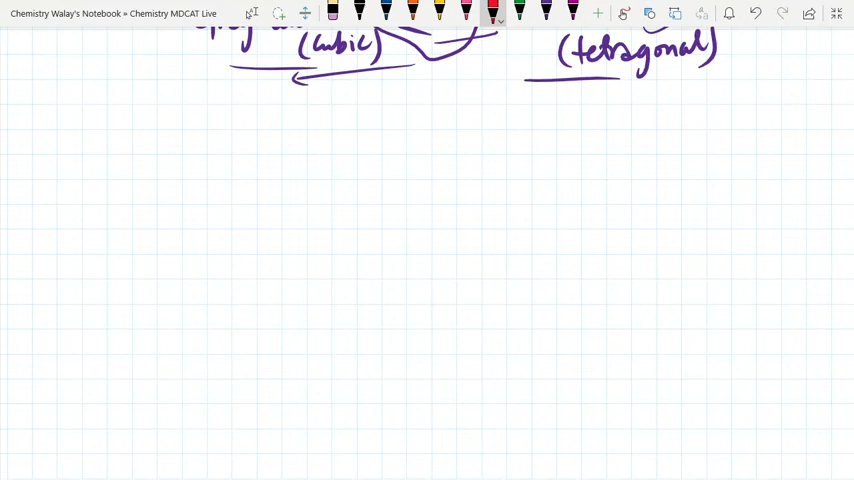 Chemistry Walay's Notebook » Chemistry MDCAT Live
(Cubic)
(tetragonal)